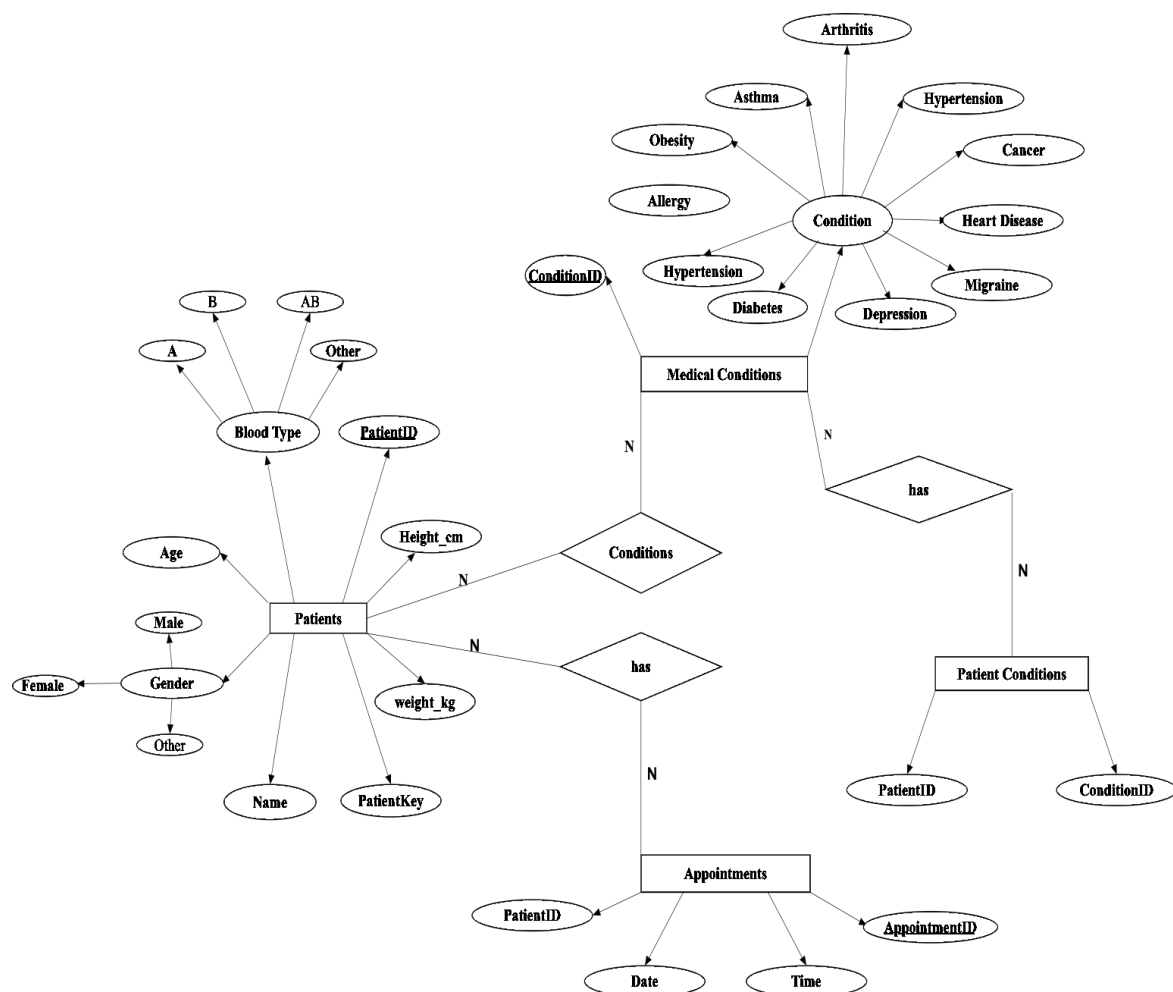 Arthritis
Asthma
Hypertension
Obesity
Cancer
Allergy
Condition
Heart Disease
ConditionID
Hypertension
Migraine
Diabetes
Depression
B
AB
A
Other
Medical Conditions
Blood Type
PatientID
N
N
has
Height_cm
Age
Conditions
N
N
Patients
Male
N
has
Female
Gender
weight_kg
Patient Conditions
Other
N
Name
PatientKey
PatientID
ConditionID
Appointments
PatientID
AppointmentID
Date
Time